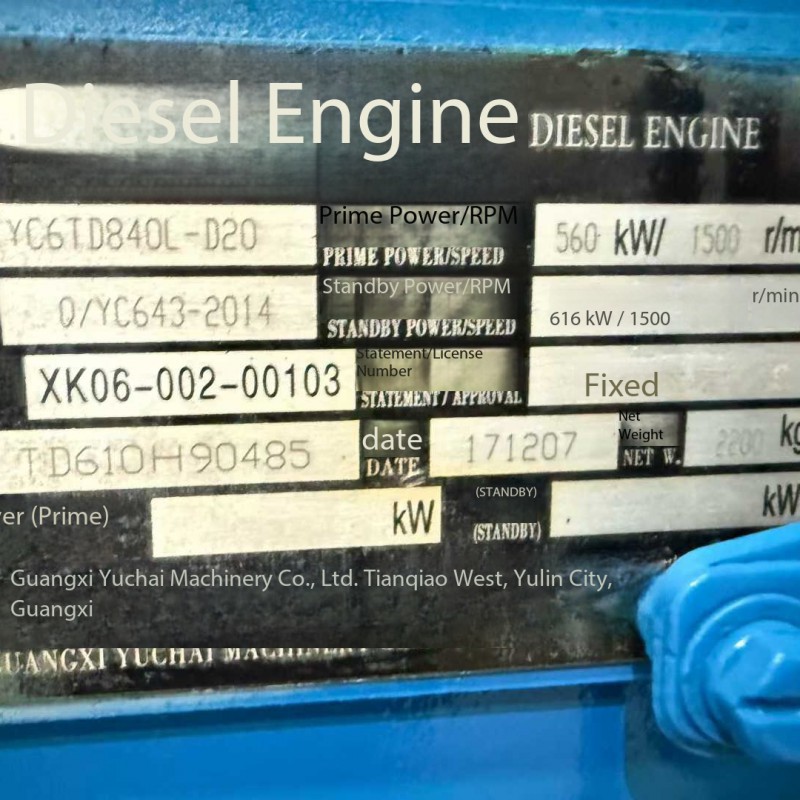 Diesel Engine DIESEL ENGINE
YC6TD840L-D20 Prime Power/RPM 560 kW/ 1500 r/m
PRIME POWER/SPEED
Standby Power/RPM r/min
0/YC643-2014 616 kW / 1500
STANDBY POWER/SPEED
Statement/License
Number
XK06-002-00103 Fixed
STATEMENT/APPROVAL
Net
Weight
TD610H90485 date 171207 2200 kg
DATE NET W.
er (Prime) kW (STANDBY) kW
(STANDBY)
Guangxi Yuchai Machinery Co., Ltd. Tianqiao West, Yulin City,
Guangxi
UANGXI YUCHAI MACHINERY